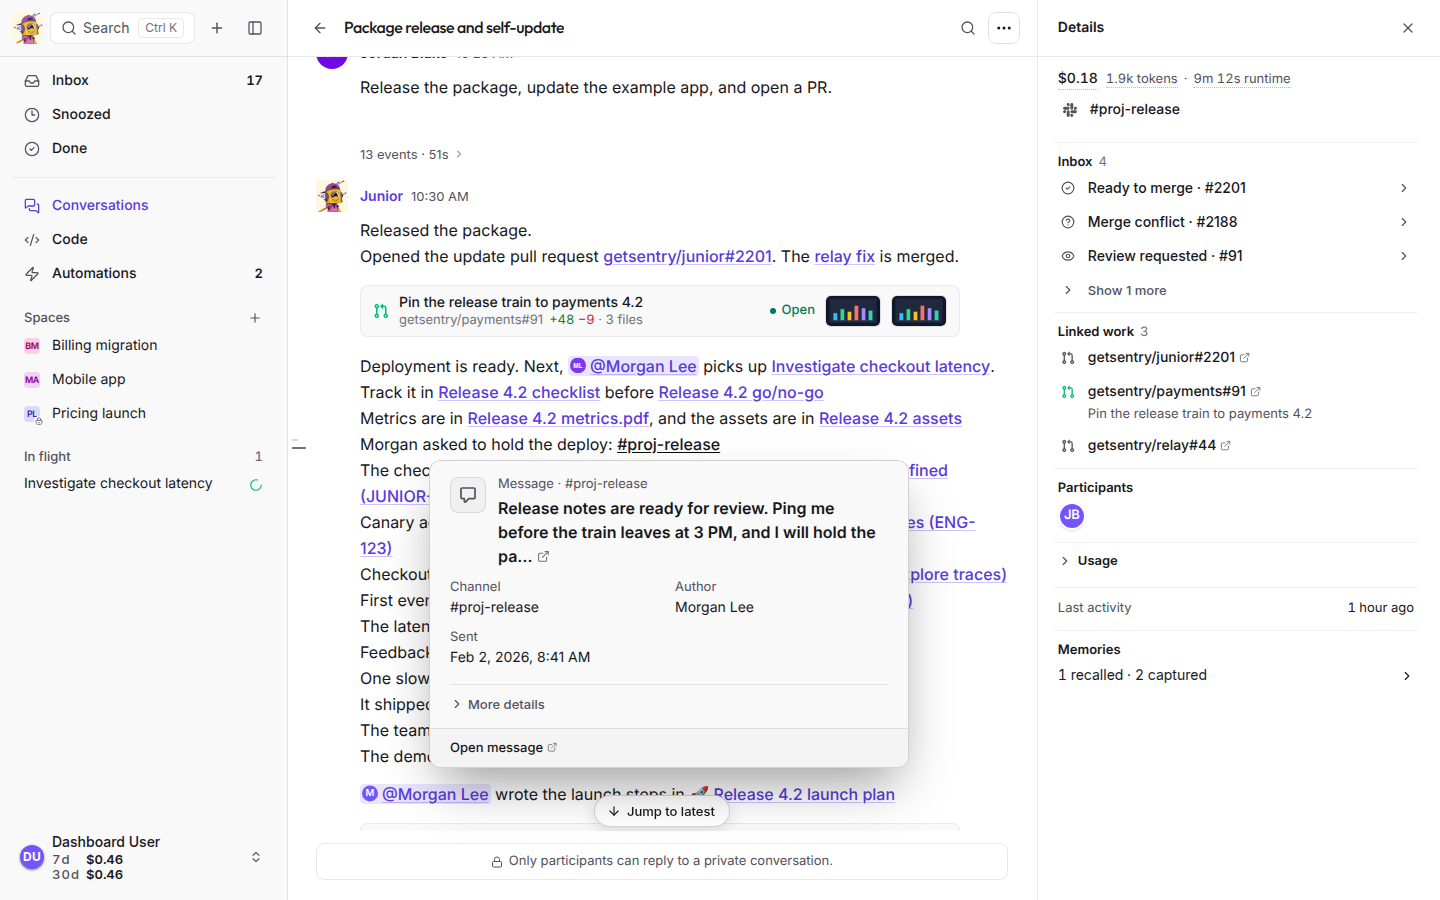 Search Ctrl K
Inbox 17
Snoozed
Done
Conversations
Code
Automations 2
Spaces
BM Billing migration
MA Mobile app
PL Pricing launch
In flight 1
Investigate checkout latency
DU Dashboard User
7d $0.46
30d $0.46
Package release and self-update
Release the package, update the example app, and open a PR.
13 events · 51s
Junior 10:30 AM
Released the package.
Opened the update pull request getsentry/junior#2201. The relay fix is merged.
Pin the release train to payments 4.2
getsentry/payments#91 +48 −9 · 3 files
Open
Deployment is ready. Next, ML @Morgan Lee picks up Investigate checkout latency.
Track it in Release 4.2 checklist before Release 4.2 go/no-go
Metrics are in Release 4.2 metrics.pdf, and the assets are in Release 4.2 assets
Morgan asked to hold the deploy: #proj-release
The chec
fined
(JUNIOR-
Canary a
es (ENG-
123)
Checkout
plore traces)
First even
)
The laten
Feedback
One slow
It shipped
The team
The demo
Message · #proj-release
Release notes are ready for review. Ping me
before the train leaves at 3 PM, and I will hold the
pa...
Channel
#proj-release
Author
Morgan Lee
Sent
Feb 2, 2026, 8:41 AM
More details
Open message
M @Morgan Lee wrote the launch steps in 🚀 Release 4.2 launch plan
Jump to latest
Only participants can reply to a private conversation.
Details
$0.18 1.9k tokens · 9m 12s runtime
#proj-release
Inbox 4
Ready to merge · #2201
Merge conflict · #2188
Review requested · #91
Show 1 more
Linked work 3
getsentry/junior#2201
getsentry/payments#91
Pin the release train to payments 4.2
getsentry/relay#44
Participants
JB
Usage
Last activity 1 hour ago
Memories
1 recalled · 2 captured